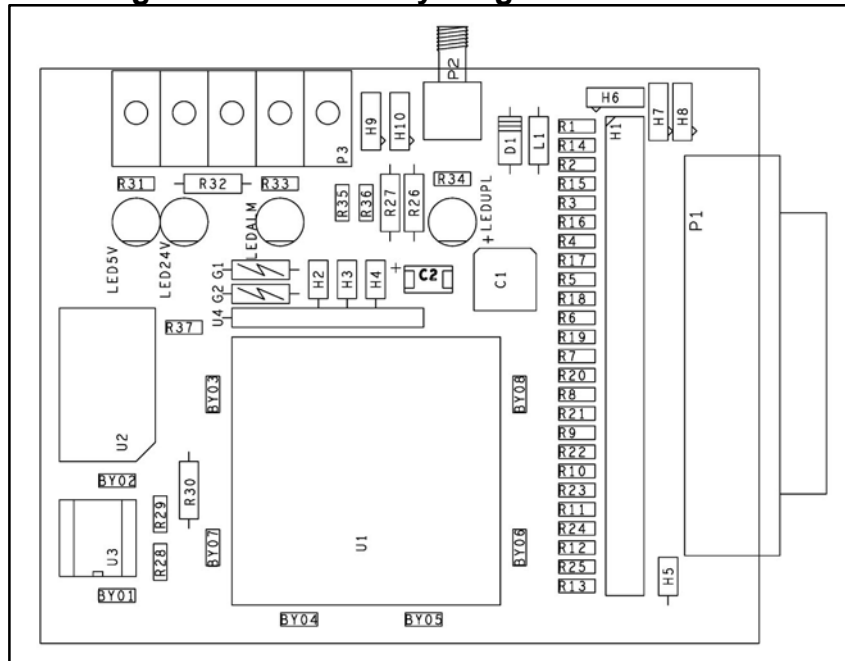 P2
H6
H7
H8
H9
H10
P3
D1
L1
R1
H1
R14
R2
R15
R3
R16
R4
R17
R5
R18
R6
R19
R7
R20
R8
R21
R9
R22
R10
R23
R11
R24
R12
R25
R13
P1
H5
R31
R32
R33
R35
R36
R27
R26
R34
LED5V
LED24V
LEDALM
+LEDUPL
G1
G2
H2
H3
H4
+
C2
C1
U4
R37
U2
BY03
BY08
BY02
R30
R29
U3
R28
BY07
U1
BY06
BY01
BY04
BY05